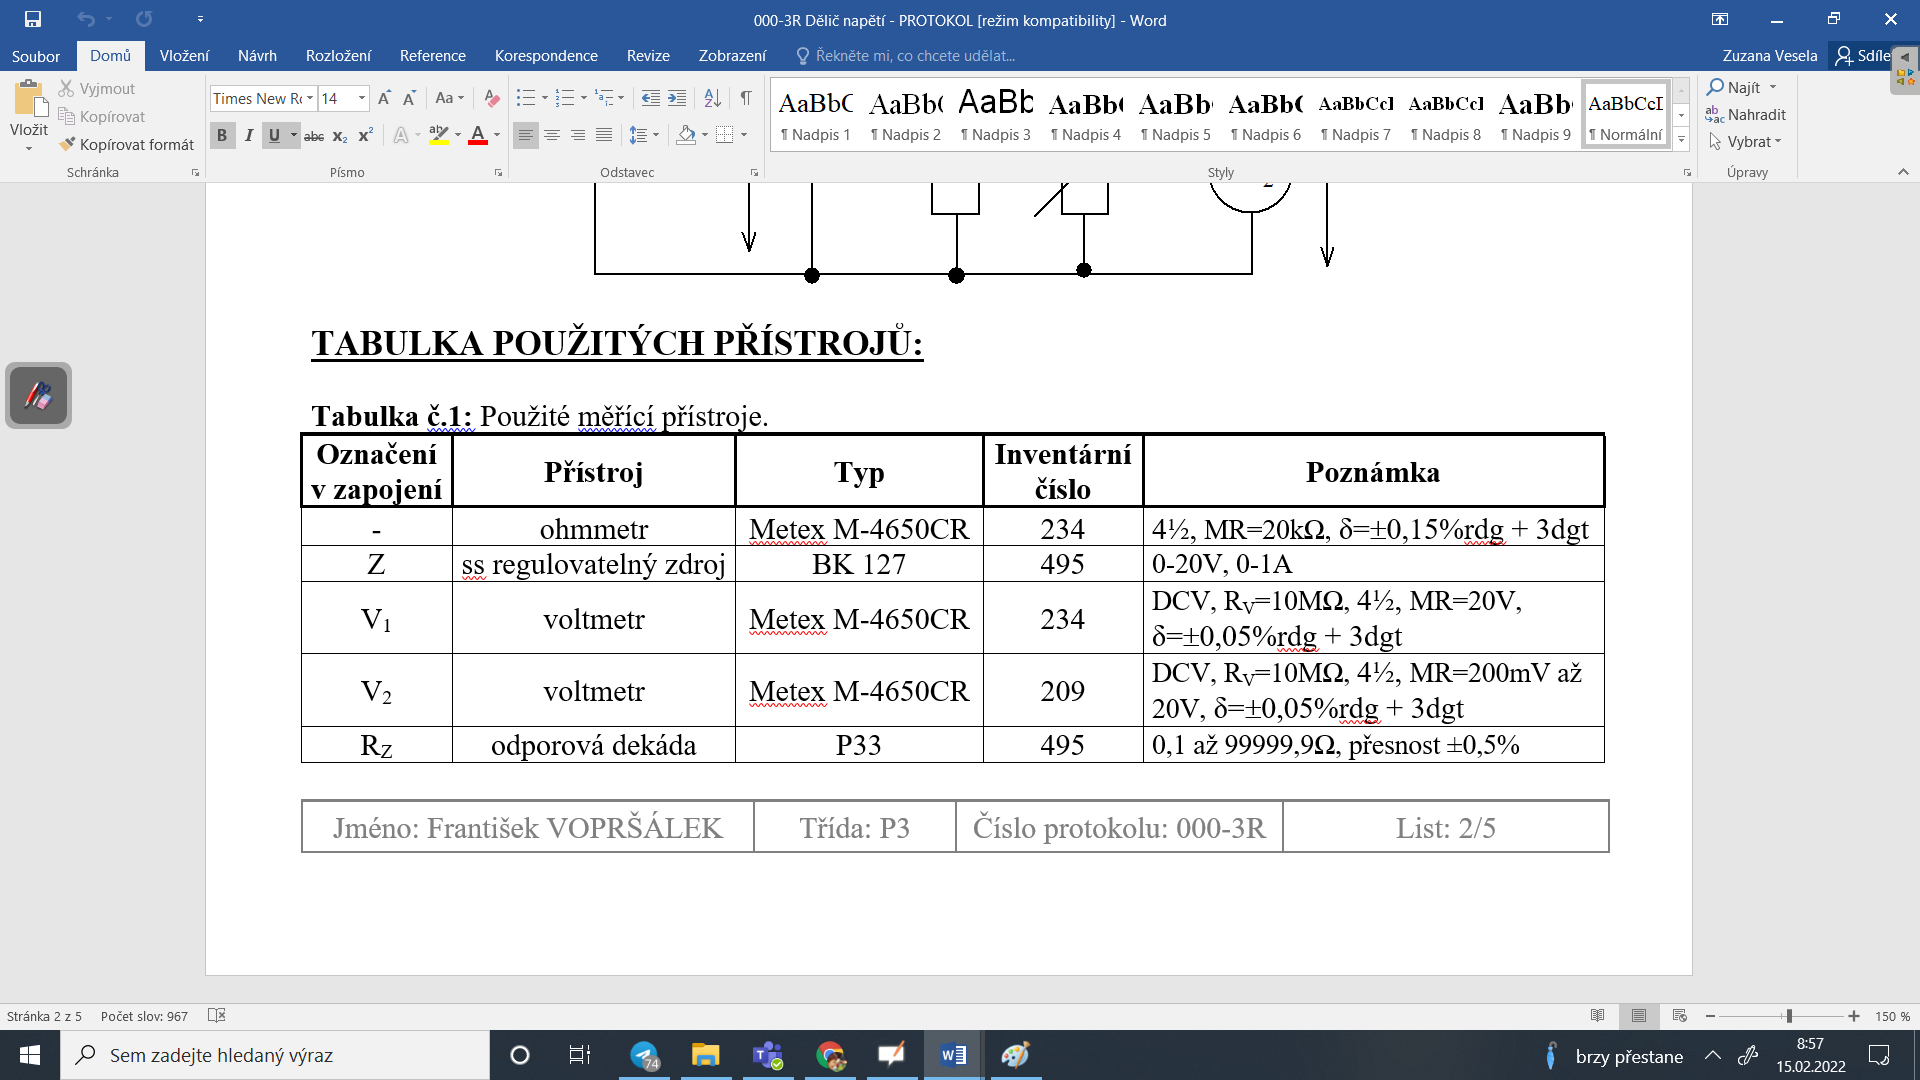 000-3R Dělič napětí - PROTOKOL [režim kompatibility] - Word
Soubor Domů Vložení Návrh Rozložení Reference Korespondence Revize Zobrazení Řekněte mi, co chcete udělat... Zuzana Vesela
Vložit
Vyjmout
Kopírovat
Kopírovat formát
Schránka
Times New 14
Písmo
Odstavec
AaBbC AaBb( AaBb AaBb( AaBb AaBbC AaBbCcI AaBbCcI AaBb AaBbCcI
¶ Nadpis 1 ¶ Nadpis 2 ¶ Nadpis 3 ¶ Nadpis 4 ¶ Nadpis 5 ¶ Nadpis 6 ¶ Nadpis 7 ¶ Nadpis 8 ¶ Nadpis 9 ¶ Normální
Styly
Najít
Nahradit
Vybrat
Úpravy
2
TABULKA POUŽITÝCH PŘÍSTROJŮ:
Tabulka č.1: Použité měřící přístroje.
Označení v zapojení Přístroj Typ Inventární číslo Poznámka
- ohmmetr Metex M-4650CR 234 4½, MR=20kΩ, δ=±0,15%rdg + 3dgt
Z ss regulovatelný zdroj BK 127 495 0-20V, 0-1A
V₁ voltmetr Metex M-4650CR 234 DCV, RV=10MΩ, 4½, MR=20V,
δ=±0,05%rdg + 3dgt
V₂ voltmetr Metex M-4650CR 209 DCV, RV=10MΩ, 4½, MR=200mV až
20V, δ=±0,05%rdg + 3dgt
RZ odporová dekáda P33 495 0,1 až 99999,9Ω, přesnost ±0,5%
Jméno: František VOPRŠÁLEK Třída: P3 Číslo protokolu: 000-3R List: 2/5
Stránka 2 z 5 Počet slov: 967 150 %
Sem zadejte hledaný výraz
74
brzy přestane
8:57
15.02.2022